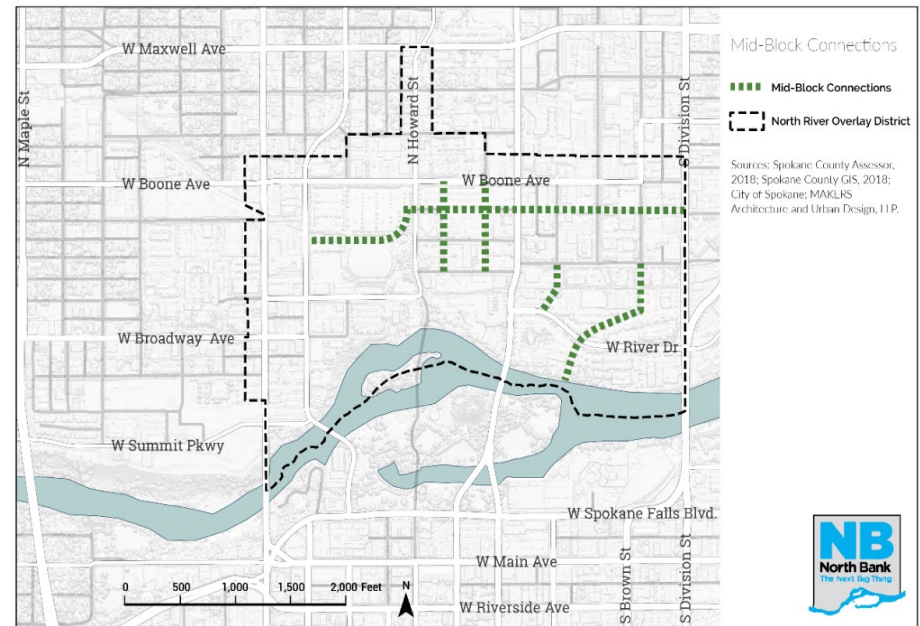 Mid-Block Connections
Mid-Block Connections
North River Overlay District
Sources: Spokane County Assessor,
2018; Spokane County GIS, 2018;
City of Spokane; MAKERS
Architecture and Urban Design, LLP.
W Maxwell Ave
N Maple St
N Howard St
S Division St
W Boone Ave
W Boone Ave
W Broadway Ave
W River Dr
W Summit Pkwy
W Spokane Falls Blvd.
W Main Ave
S Brown St
S Division St
W Riverside Ave
0 500 1,000 1,500 2,000 Feet
N
NB
North Bank
The Next Big Thing